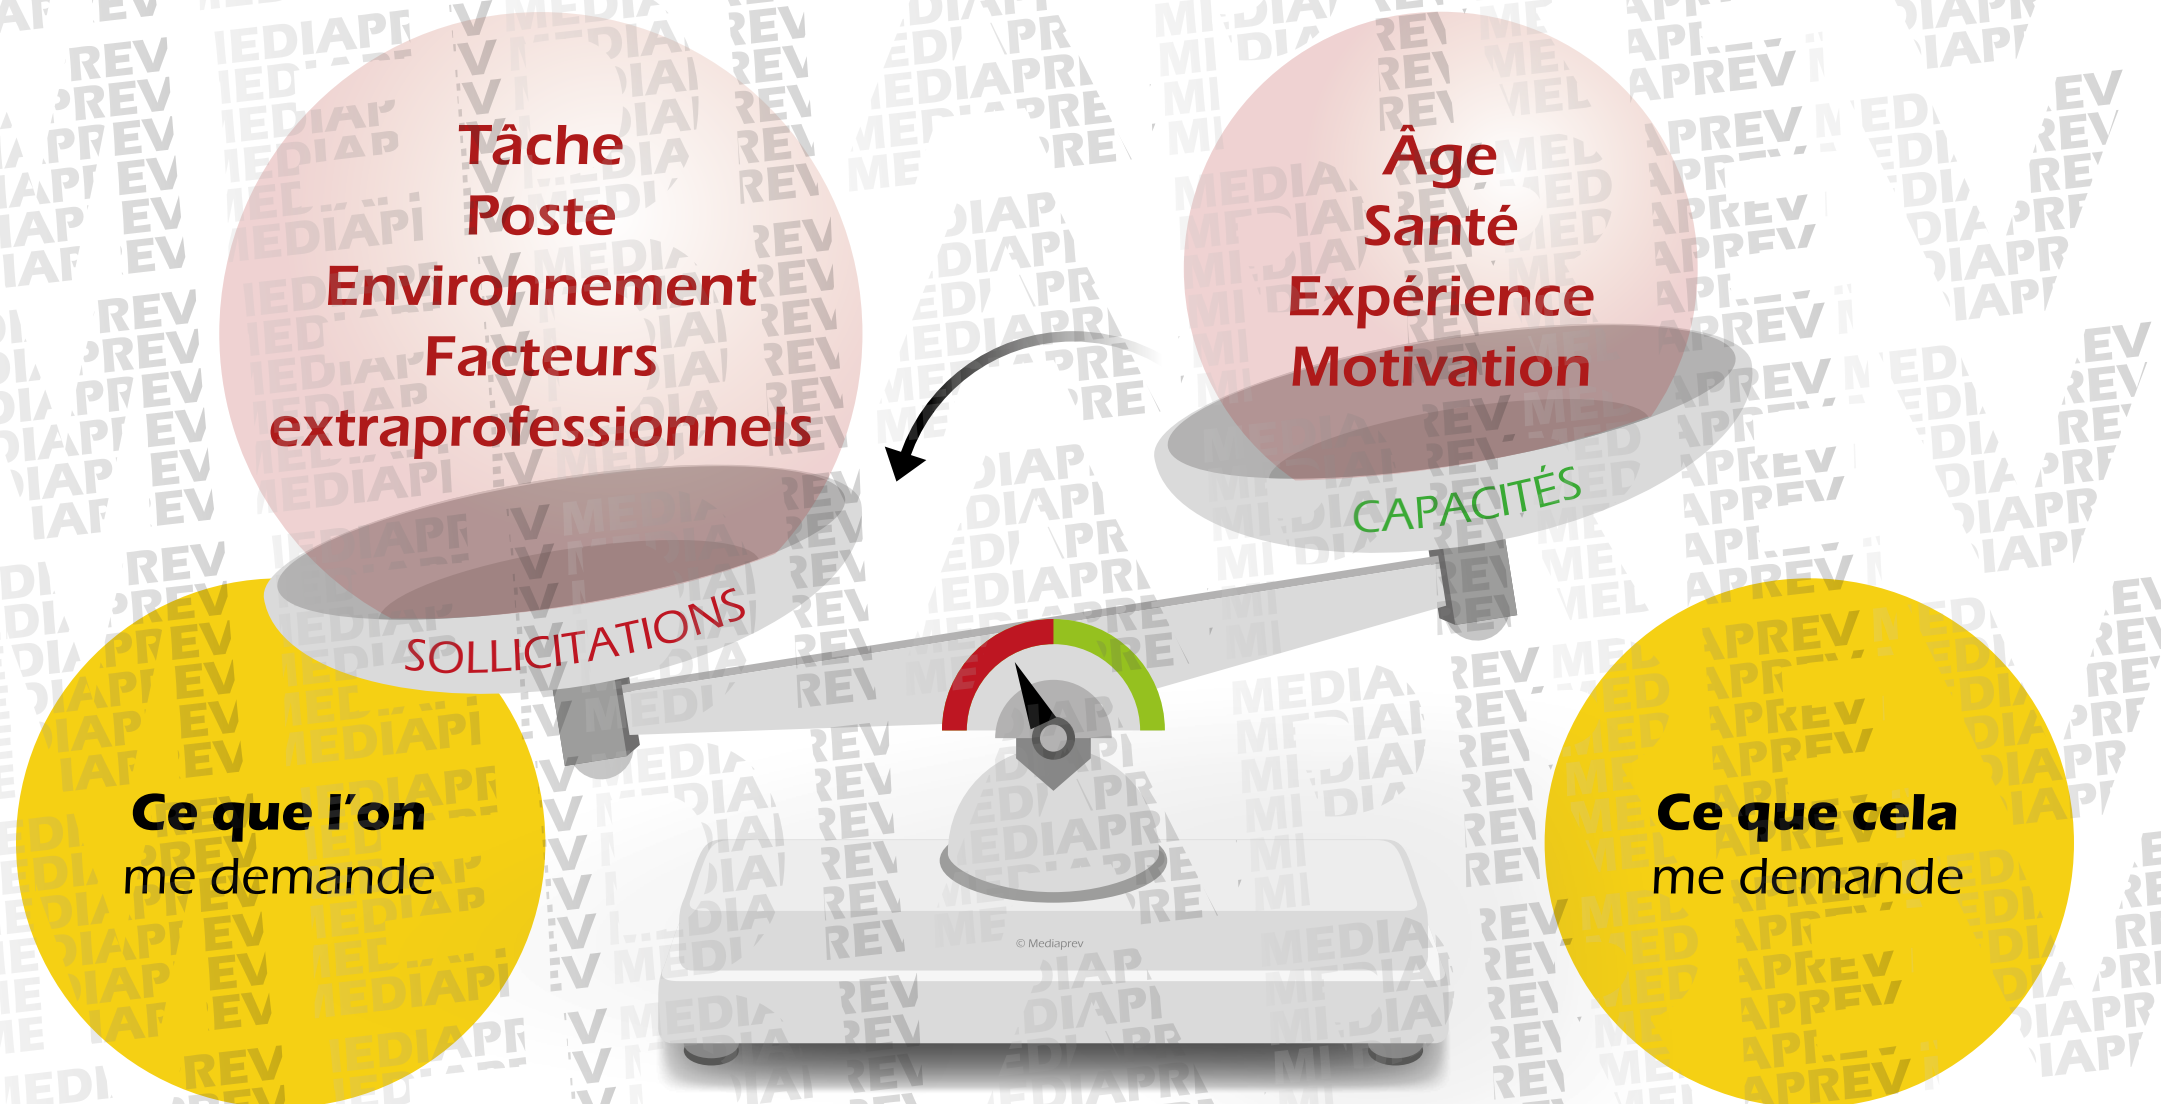 Tâche
Poste
Environnement
Facteurs
extraprofessionnels
SOLLICITATIONS
Âge
Santé
Expérience
Motivation
CAPACITÉS
Ce que l'on
me demande
Ce que cela
me demande
© Mediaprev